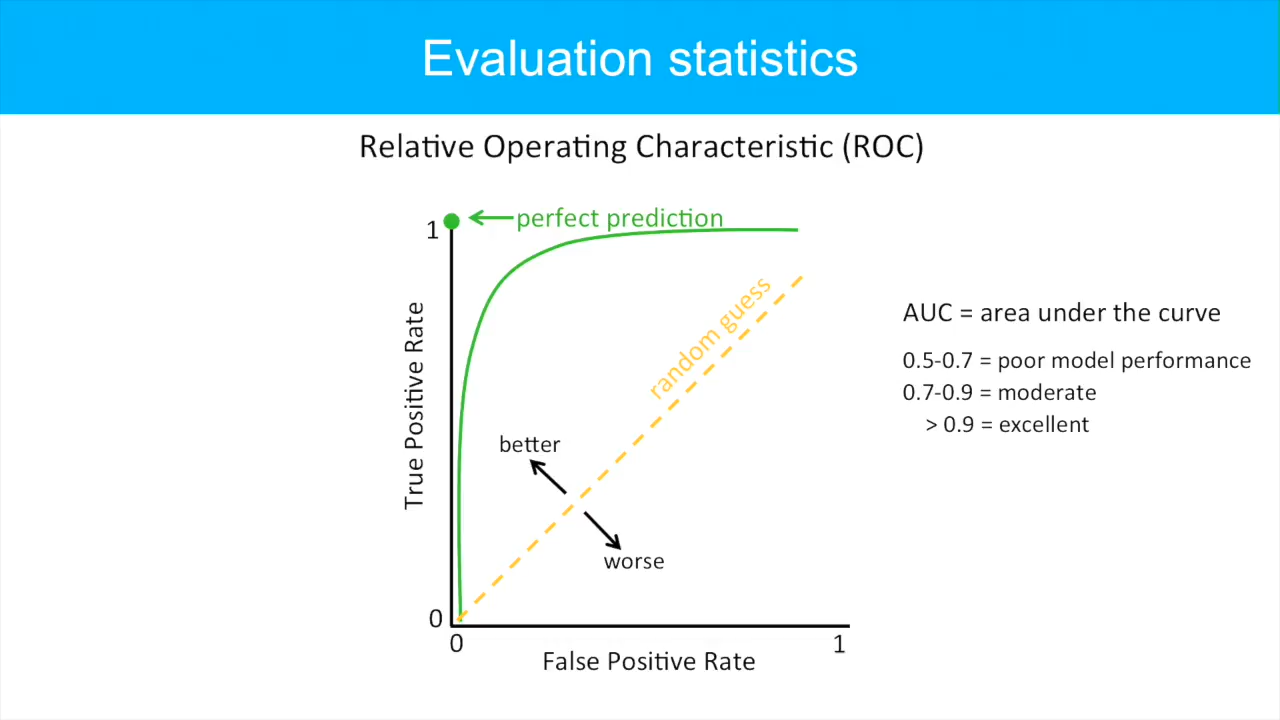 Evaluation statistics
Relative Operating Characteristic (ROC)
perfect prediction
1
True Positive Rate
random guess
better
worse
0
0
1
False Positive Rate
AUC = area under the curve
0.5-0.7 = poor model performance
0.7-0.9 = moderate
> 0.9 = excellent